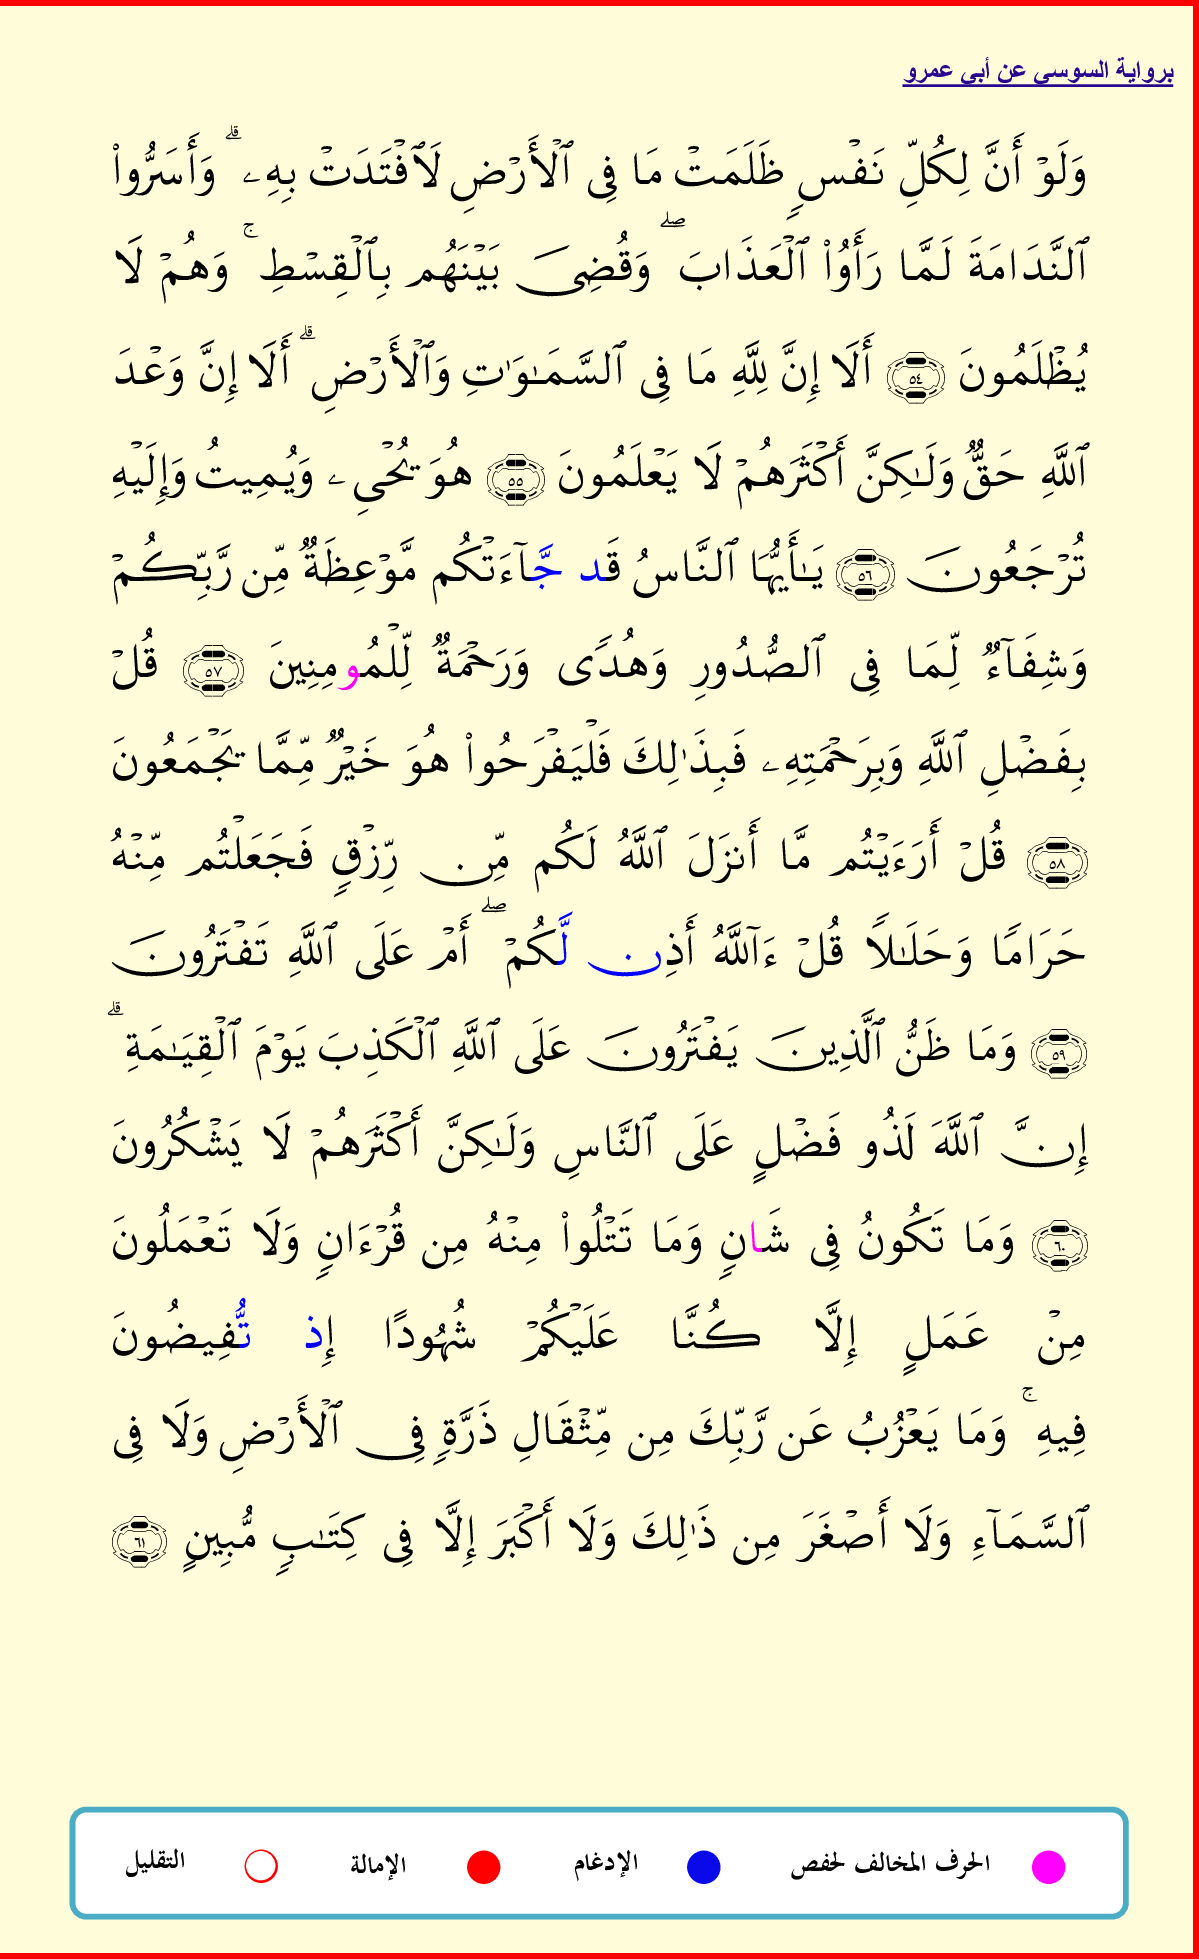 برواية السوسي عن أبي عمرو
وَلَوۡ أَنَّ لِكُلِّ نَفۡسٖ ظَلَمَتۡ مَا فِي ٱلۡأَرۡضِ لَٱفۡتَدَتۡ بِهِۦۗ وَأَسَرُّواْ
ٱلنَّدَامَةَ لَمَّا رَأَوُاْ ٱلۡعَذَابَۖ وَقُضِيَ بَيۡنَهُم بِٱلۡقِسۡطِۚ وَهُمۡ لَا
يُظۡلَمُونَ ٥٤ أَلَا إِنَّ لِلَّهِ مَا فِي ٱلسَّمَٰوَٰتِ وَٱلۡأَرۡضِۗ أَلَا إِنَّ وَعۡدَ
ٱللَّهِ حَقّٞ وَلَٰكِنَّ أَكۡثَرَهُمۡ لَا يَعۡلَمُونَ ٥٥ هُوَ يُحۡيِۦ وَيُمِيتُ وَإِلَيۡهِ
تُرۡجَعُونَ ٥٦ يَٰأَيُّهَا ٱلنَّاسُ قَد جَّآءَتۡكُم مَّوۡعِظَةٞ مِّن رَّبِّكُمۡ
وَشِفَآءٞ لِّمَا فِي ٱلصُّدُورِ وَهُدٗى وَرَحۡمَةٞ لِّلۡمُومِنِينَ ٥٧ قُلۡ
بِفَضۡلِ ٱللَّهِ وَبِرَحۡمَتِهِۦ فَبِذَٰلِكَ فَلۡيَفۡرَحُواْ هُوَ خَيۡرٞ مِّمَّا يَجۡمَعُونَ
٥٨ قُلۡ أَرَءَيۡتُم مَّا أَنزَلَ ٱللَّهُ لَكُم مِّن رِّزۡقٖ فَجَعَلۡتُم مِّنۡهُ
حَرَامٗا وَحَلَٰلٗا قُلۡ ءَآللَّهُ أَذِن لَّكُمۡۖ أَمۡ عَلَى ٱللَّهِ تَفۡتَرُونَ
٥٩ وَمَا ظَنُّ ٱلَّذِينَ يَفۡتَرُونَ عَلَى ٱللَّهِ ٱلۡكَذِبَ يَوۡمَ ٱلۡقِيَٰمَةِۗ
إِنَّ ٱللَّهَ لَذُو فَضۡلٍ عَلَى ٱلنَّاسِ وَلَٰكِنَّ أَكۡثَرَهُمۡ لَا يَشۡكُرُونَ
٦٠ وَمَا تَكُونُ فِي شَانٖ وَمَا تَتۡلُواْ مِنۡهُ مِن قُرۡءَانٖ وَلَا تَعۡمَلُونَ
مِنۡ عَمَلٍ إِلَّا كُنَّا عَلَيۡكُمۡ شُهُودًا إِذ تُّفِيضُونَ
فِيهِۚ وَمَا يَعۡزُبُ عَن رَّبِّكَ مِن مِّثۡقَالِ ذَرَّةٖ فِي ٱلۡأَرۡضِ وَلَا فِي
ٱلسَّمَآءِ وَلَا أَصۡغَرَ مِن ذَٰلِكَ وَلَا أَكۡبَرَ إِلَّا فِي كِتَٰبٖ مُّبِينٍ ٦١
الحرف المخالف لحفص الإدغام الإمالة التقليل